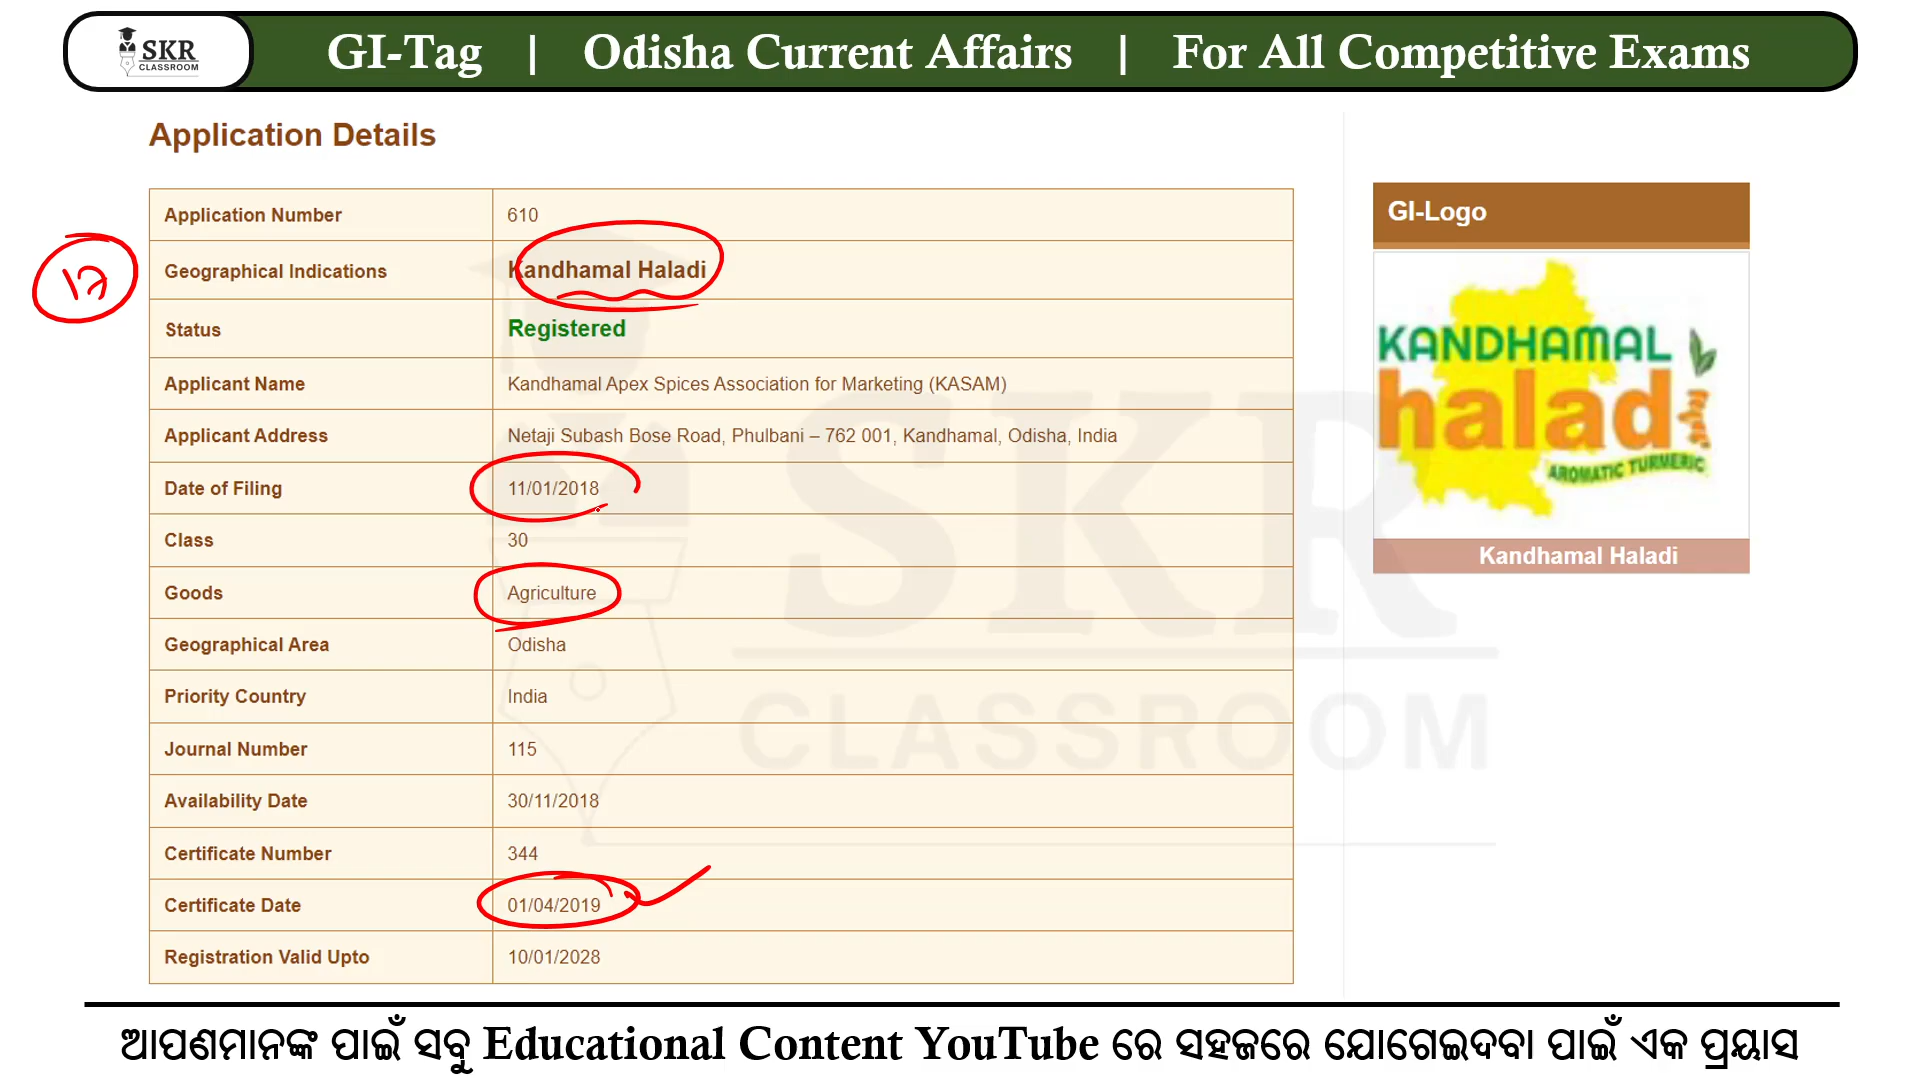 SKR
CLASSROOM
GI-Tag | Odisha Current Affairs | For All Competitive Exams
Application Details
Application Number 610
Geographical Indications Kandhamal Haladi
Status Registered
Applicant Name Kandhamal Apex Spices Association for Marketing (KASAM)
Applicant Address Netaji Subash Bose Road, Phulbani – 762 001, Kandhamal, Odisha, India
Date of Filing 11/01/2018
Class 30
Goods Agriculture
Geographical Area Odisha
Priority Country India
Journal Number 115
Availability Date 30/11/2018
Certificate Number 344
Certificate Date 01/04/2019
Registration Valid Upto 10/01/2028
GI-Logo
KANDHAMAL
haladi
AROMATIC TURMERIC
Kandhamal Haladi
SKR
CLASSROOM
ଆପଣମାନଙ୍କ ପାଇଁ ସବୁ Educational Content YouTube ରେ ସହଜରେ ଯୋଗେଇଦବା ପାଇଁ ଏକ ପ୍ରୟାସ